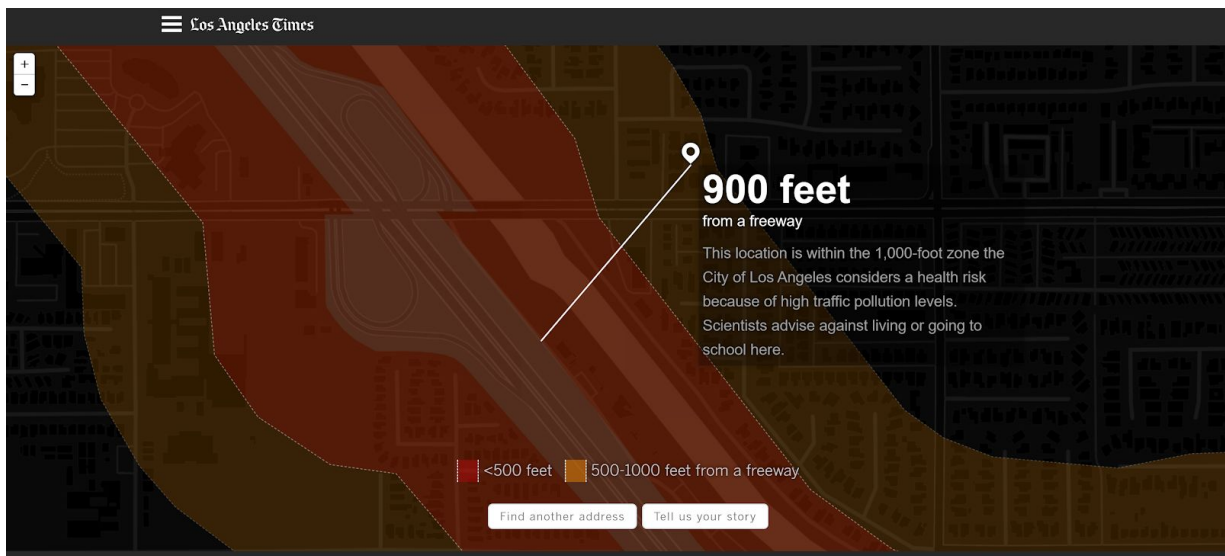 Los Angeles Times
+
−
900 feet
from a freeway
This location is within the 1,000-foot zone the
City of Los Angeles considers a health risk
because of high traffic pollution levels.
Scientists advise against living or going to
school here.
<500 feet
500-1000 feet from a freeway
Find another address
Tell us your story